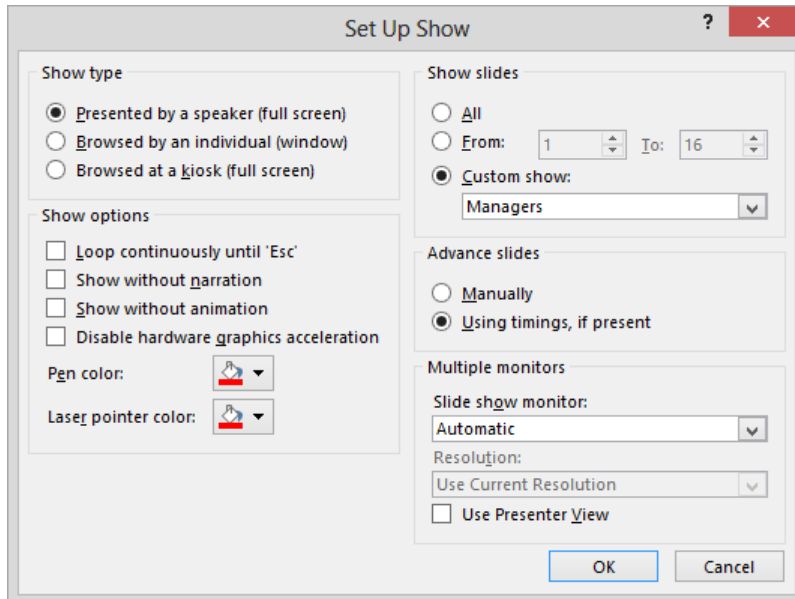 Set Up Show
?
Show type
Presented by a speaker (full screen)
Browsed by an individual (window)
Browsed at a kiosk (full screen)
Show options
Loop continuously until 'Esc'
Show without narration
Show without animation
Disable hardware graphics acceleration
Pen color:
Laser pointer color:
Show slides
All
From: 1 To: 16
Custom show:
Managers
Advance slides
Manually
Using timings, if present
Multiple monitors
Slide show monitor:
Automatic
Resolution:
Use Current Resolution
Use Presenter View
OK Cancel